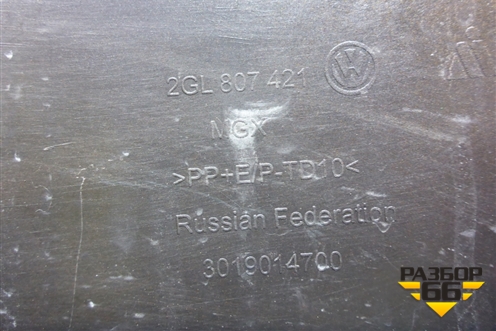 2GL 807 421
MGX
>PP+E/P-TD10<
Russian Federation
3019014700
РАЗБОР
66